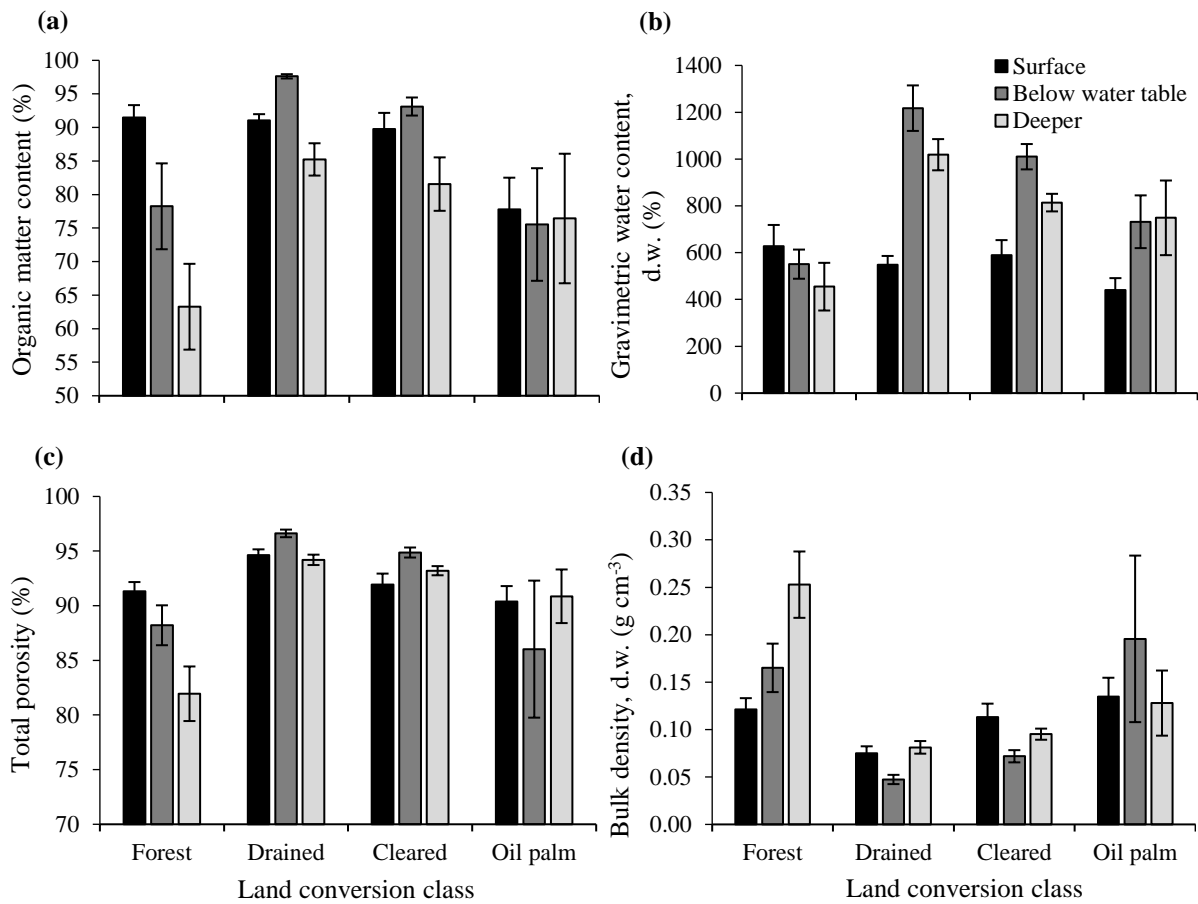 (a)
Organic matter content (%)
100
95
90
85
80
75
70
65
60
55
50
(b)
Gravimetric water content,
d.w. (%)
1400
1200
1000
800
600
400
200
0
Surface
Below water table
Deeper
(c)
Total porosity (%)
100
95
90
85
80
75
70
Forest Drained Cleared Oil palm
Land conversion class
(d)
Bulk density, d.w. (g cm⁻³)
0.35
0.30
0.25
0.20
0.15
0.10
0.05
0.00
Forest Drained Cleared Oil palm
Land conversion class